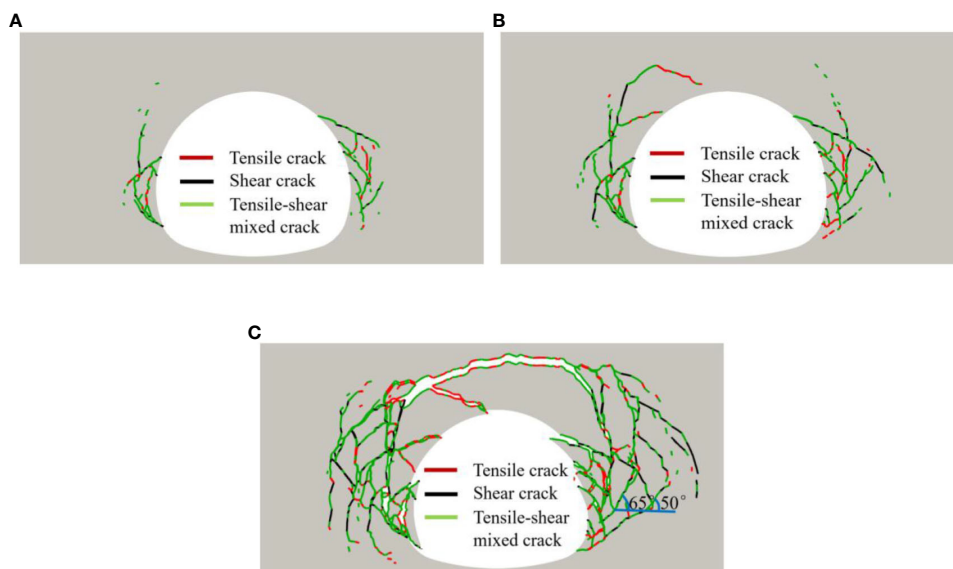 A
Tensile crack
Shear crack
Tensile-shear
mixed crack
B
Tensile crack
Shear crack
Tensile-shear
mixed crack
C
Tensile crack
Shear crack
Tensile-shear
mixed crack
65° 50°